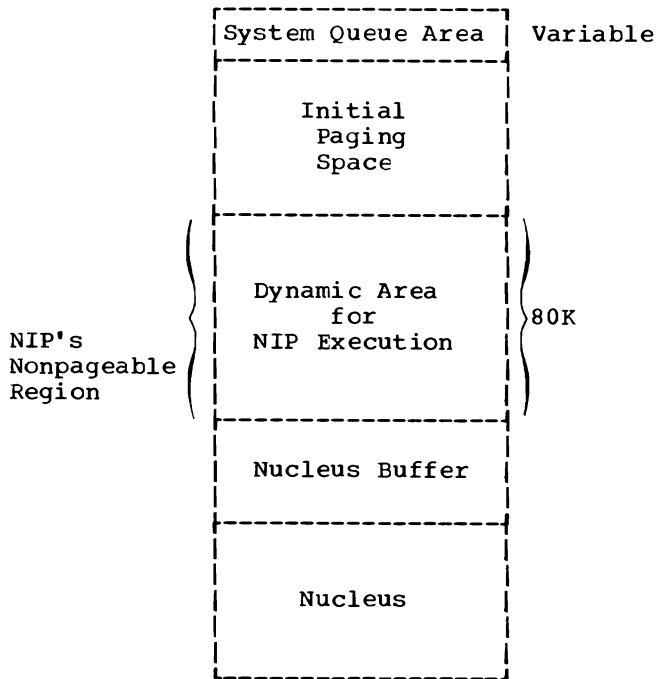 System Queue Area Variable
Initial
Paging
Space
Dynamic Area
for
NIP Execution
80K
NIP's
Nonpageable
Region
Nucleus Buffer
Nucleus